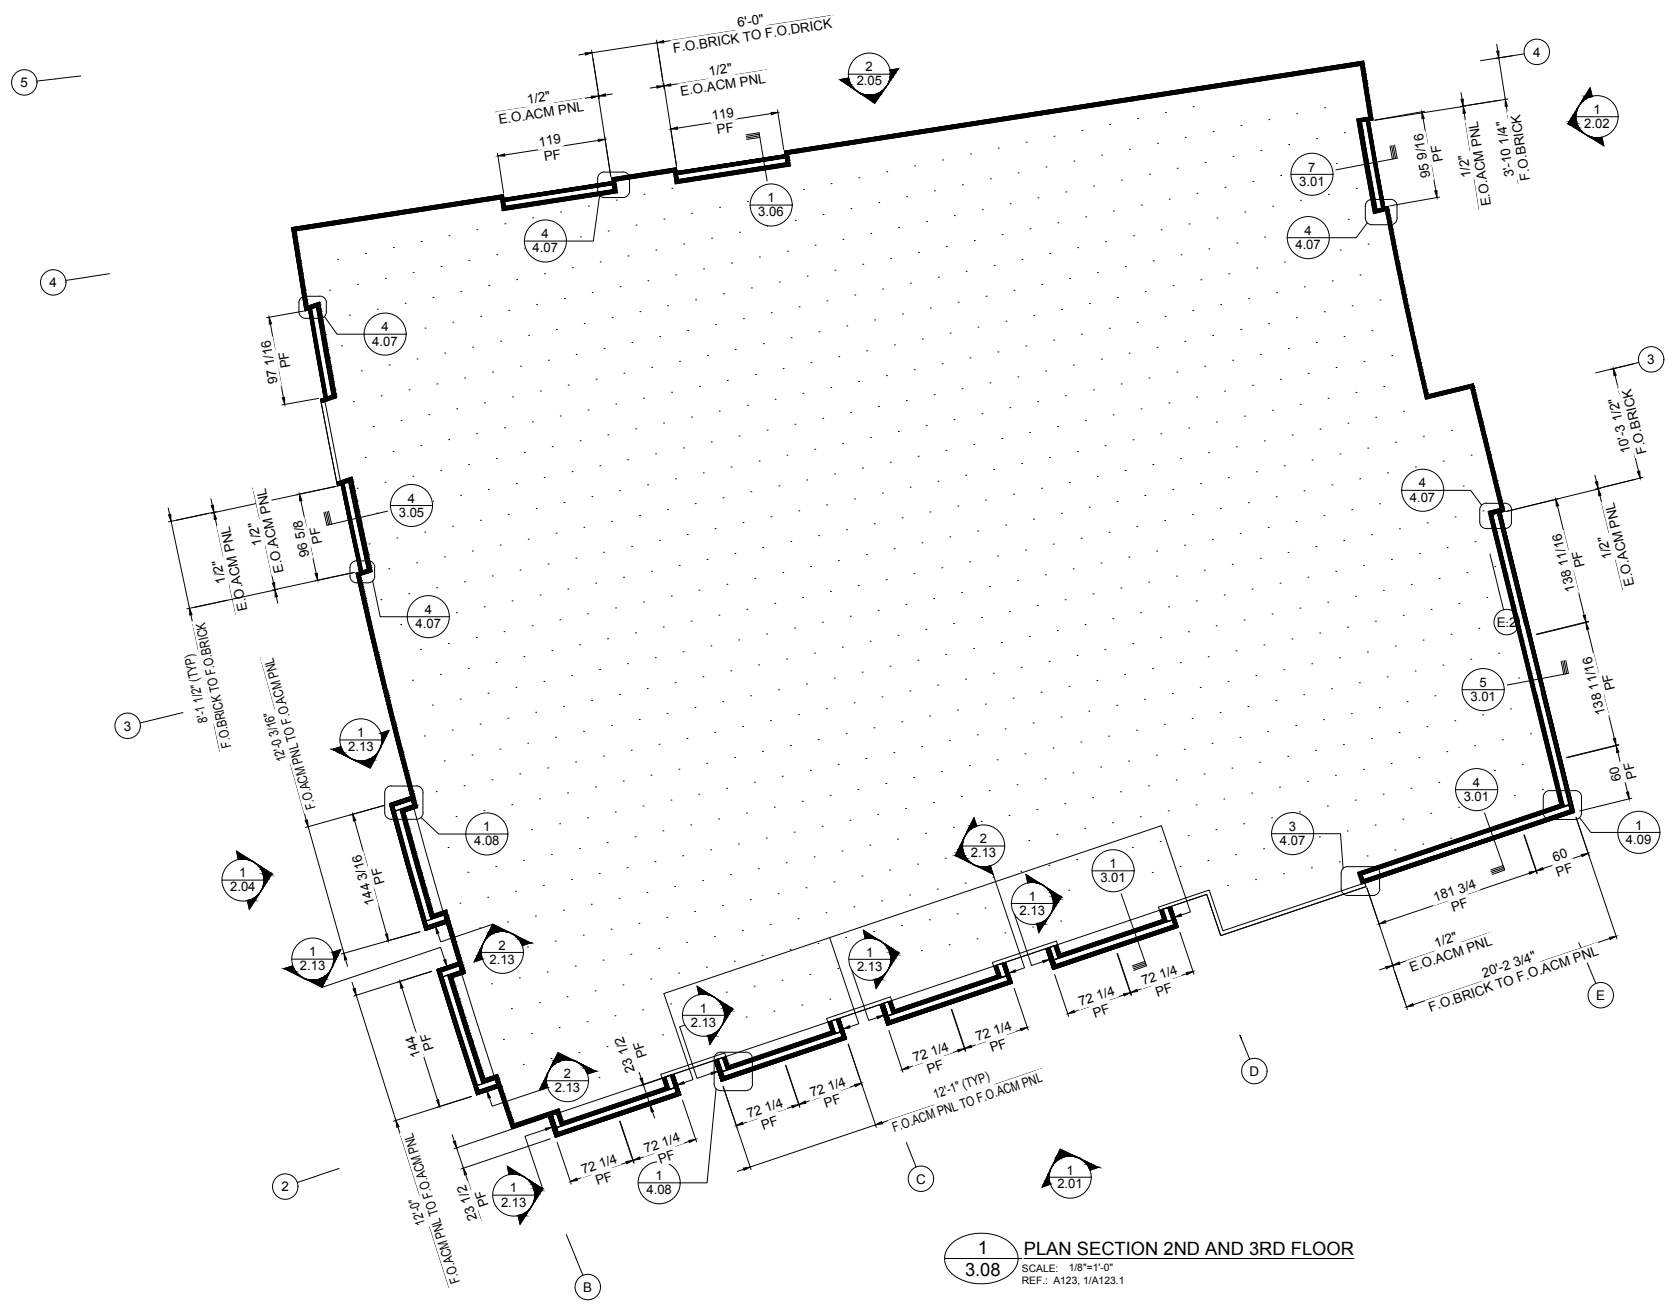 6'-0"
F.O.BRICK TO F.O.DRICK
1/2"
E.O.ACM PNL
1/2"
E.O.ACM PNL
119
PF
119
PF
2
2.05
4
1
2.02
5
95 9/16
PF
1/2"
E.O.ACM PNL
3'-10 1/4"
F.O.BRICK
7
3.01
1
3.06
4
4.07
4
4.07
4
97 1/16
PF
4
4.07
3
10'-3 1/2"
F.O.BRICK
4
4.07
4
3.05
1/2"
E.O.ACM PNL
1/2"
E.O.ACM PNL
96 5/8
PF
138 11/16
PF
1/2"
E.O.ACM PNL
4
4.07
E.2
8'-1 1/2" (TYP)
F.O.BRICK TO F.O.BRICK
12'-0 3/16"
F.O.ACM PNL TO F.O.ACM PNL
5
3.01
138 11/16
PF
3
1
2.13
60
PF
4
3.01
1
4.08
2
2.13
3
4.07
1
4.09
1
2.04
144 3/16
PF
1
3.01
60
PF
181 3/4
PF
1
2.13
2
2.13
1
2.13
1
2.13
1/2"
E.O.ACM PNL
20'-2 3/4"
F.O.BRICK TO F.O.ACM PNL
72 1/4
PF
72 1/4
PF
E
1
2.13
144
PF
23 1/2
PF
72 1/4
PF
72 1/4
PF
2
2.13
12'-1" (TYP)
F.O.ACM PNL TO F.O.ACM PNL
D
72 1/4
PF
72 1/4
PF
72 1/4
PF
72 1/4
PF
2
12'-0"
F.O.ACM PNL TO F.O.ACM PNL
23 1/2
PF
1
2.13
1
4.08
C
1
2.01
B
1
3.08
PLAN SECTION 2ND AND 3RD FLOOR
SCALE: 1/8"=1'-0"
REF.: A123, 1/A123.1